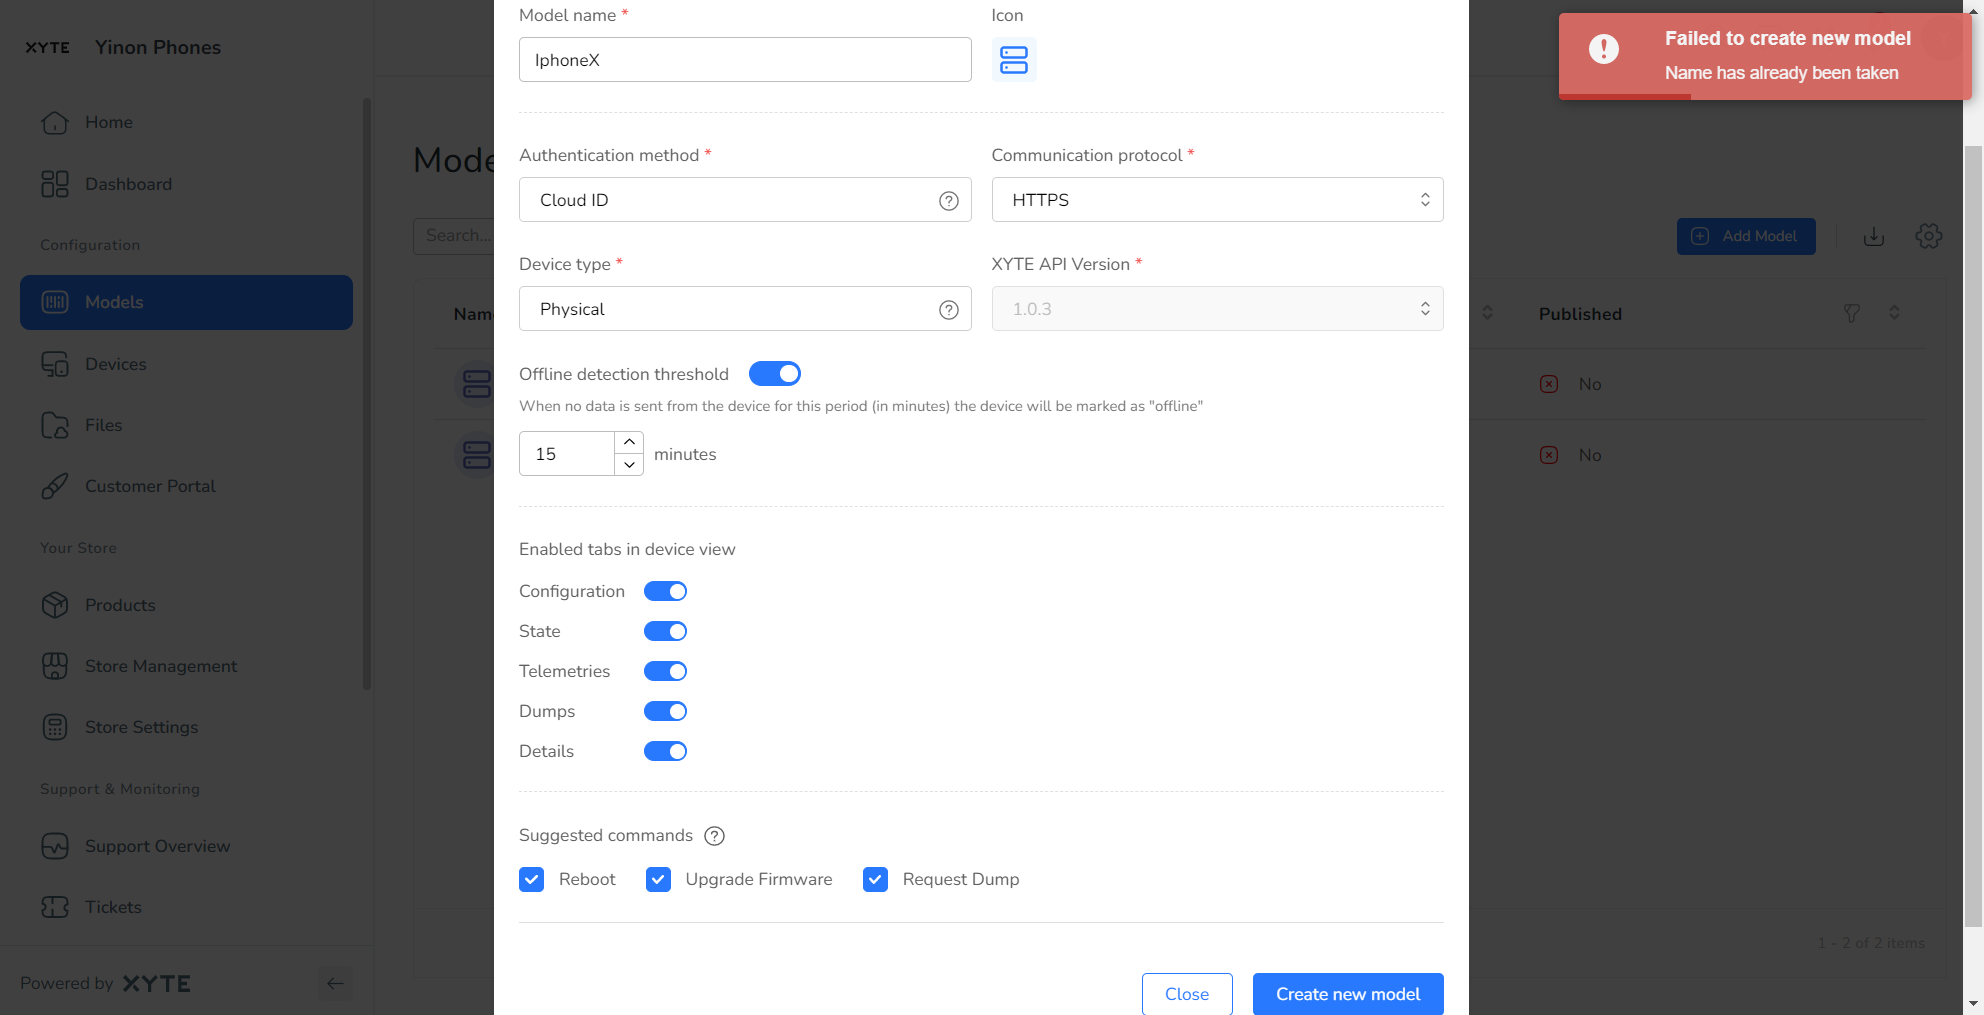 XYTE Yinon Phones
Home
Dashboard
Configuration
Models
Devices
Files
Customer Portal
Your Store
Products
Store Management
Store Settings
Support & Monitoring
Support Overview
Tickets
Powered by XYTE
Search...
Add Model
Published
No
No
1 - 2 of 2 items
Model name *
Icon
IphoneX
Authentication method *
Communication protocol *
Cloud ID
HTTPS
Device type *
XYTE API Version *
Physical
1.0.3
Offline detection threshold
When no data is sent from the device for this period (in minutes) the device will be marked as "offline"
15 minutes
Enabled tabs in device view
Configuration
State
Telemetries
Dumps
Details
Suggested commands
Reboot
Upgrade Firmware
Request Dump
Close
Create new model
Failed to create new model
Name has already been taken